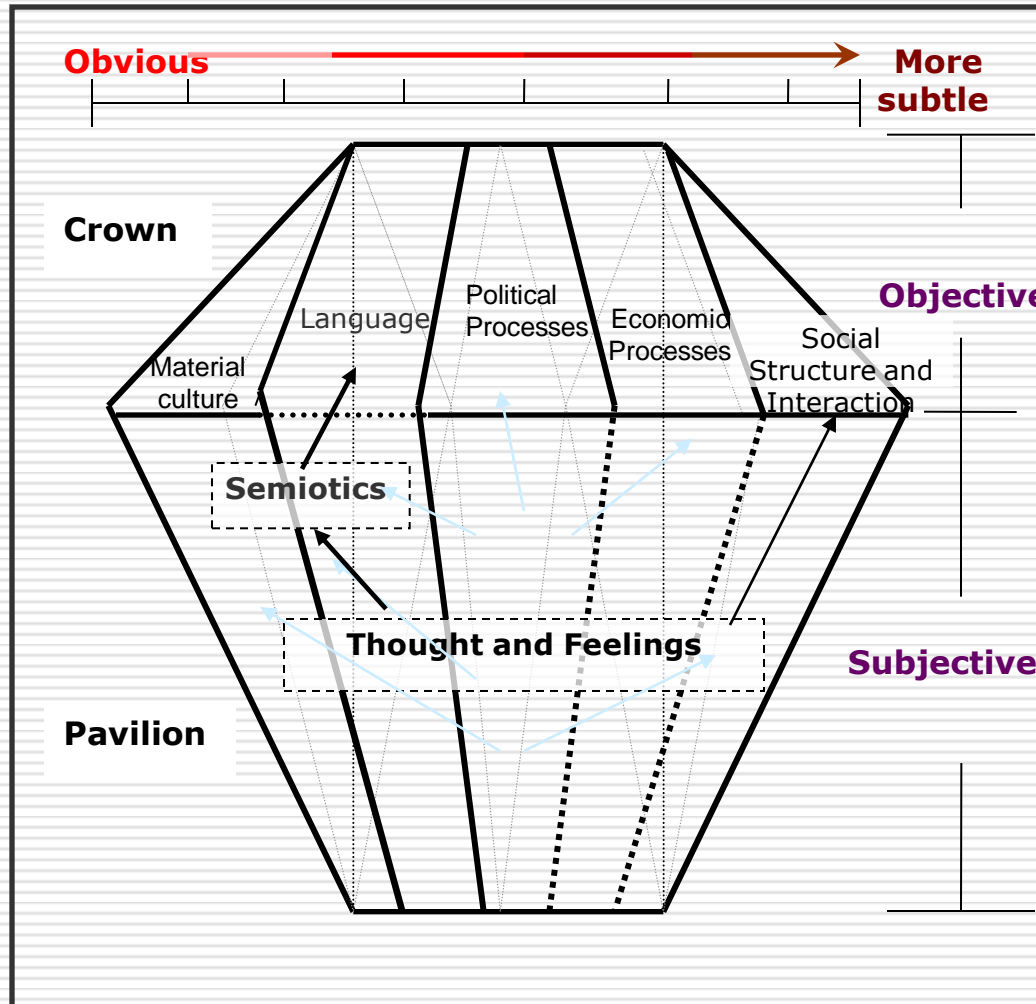 Obvious
More
subtle
Crown
Objective
Language
Political
Processes
Economic
Processes
Social
Structure and
Interaction
Material
culture
Semiotics
Thought and Feelings
Subjective
Pavilion